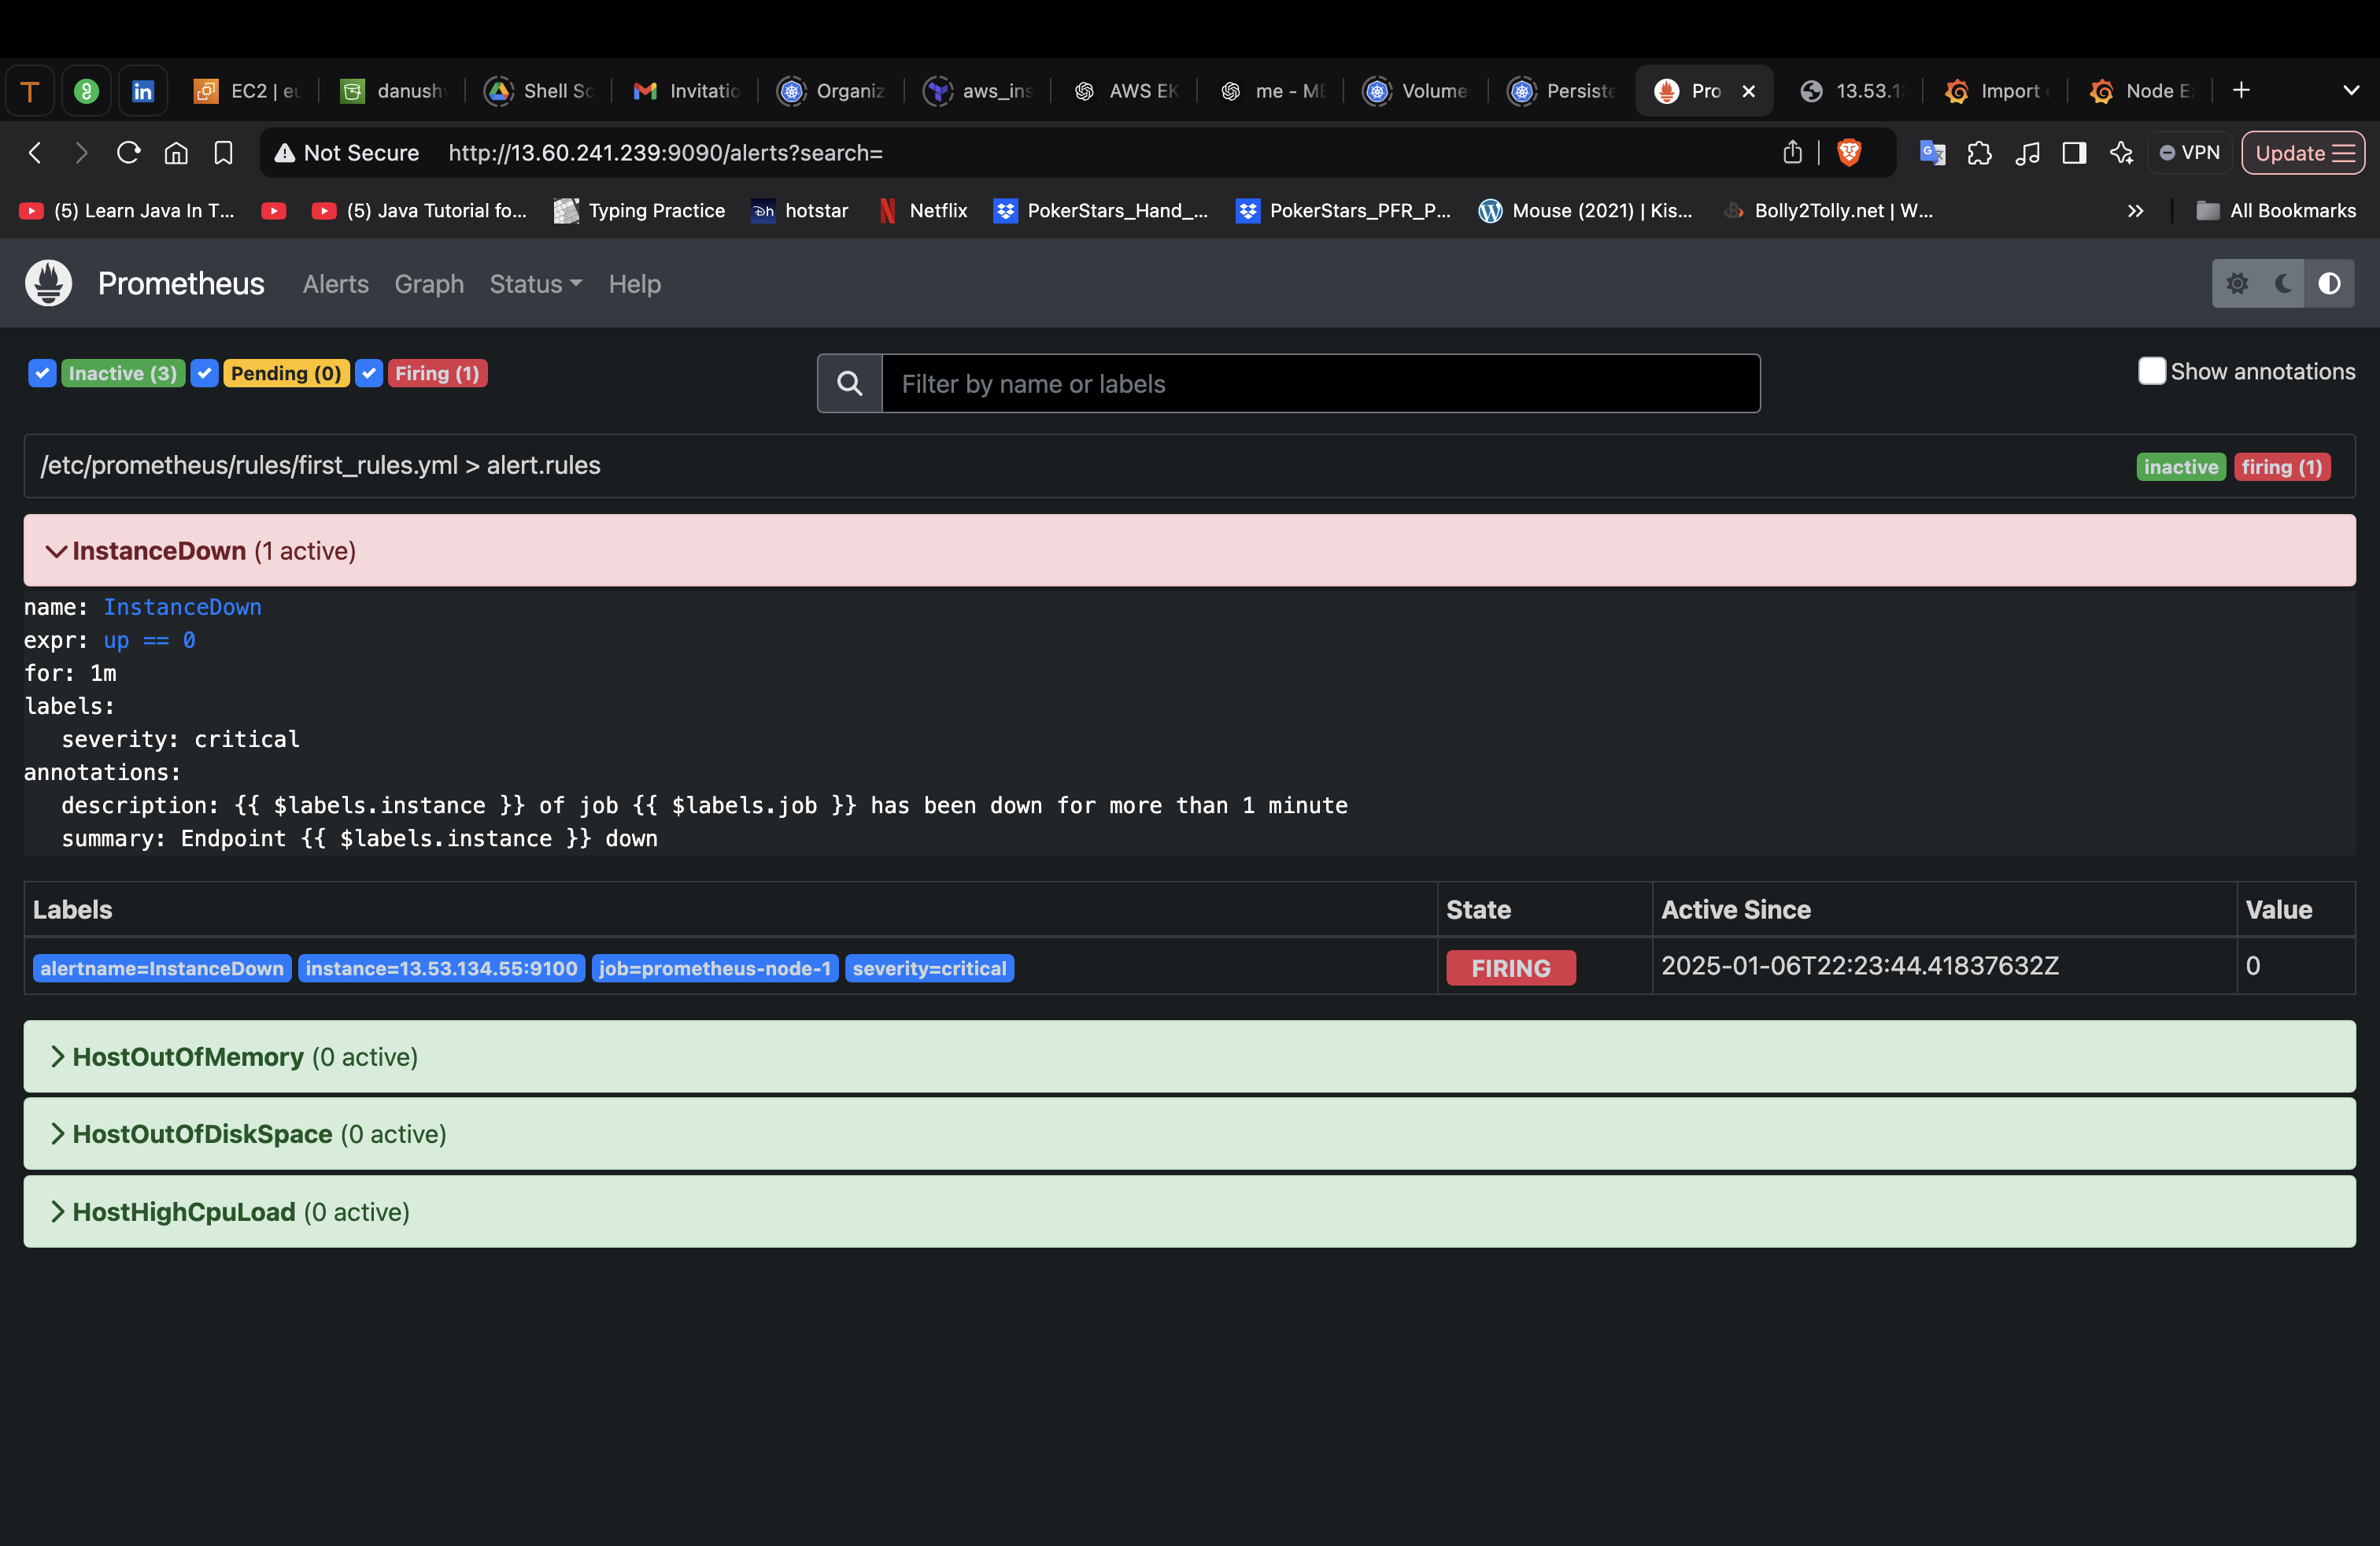 EC2 | eu danush Shell Sc Invitatio Organiz aws_ins AWS EK me - ME Volume Persiste Pro 13.53.1 Import Node E
Not Secure http://13.60.241.239:9090/alerts?search= VPN Update
(5) Learn Java In T... (5) Java Tutorial fo... Typing Practice hotstar Netflix PokerStars_Hand_... PokerStars_PFR_P... Mouse (2021) | Kis... Bolly2Tolly.net | W... All Bookmarks
Prometheus Alerts Graph Status Help
Inactive (3) Pending (0) Firing (1) Filter by name or labels Show annotations
/etc/prometheus/rules/first_rules.yml > alert.rules inactive firing (1)
InstanceDown (1 active)
name: InstanceDown
expr: up == 0
for: 1m
labels:
severity: critical
annotations:
description: {{ $labels.instance }} of job {{ $labels.job }} has been down for more than 1 minute
summary: Endpoint {{ $labels.instance }} down
Labels State Active Since Value
alertname=InstanceDown instance=13.53.134.55:9100 job=prometheus-node-1 severity=critical FIRING 2025-01-06T22:23:44.41837632Z 0
HostOutOfMemory (0 active)
HostOutOfDiskSpace (0 active)
HostHighCpuLoad (0 active)